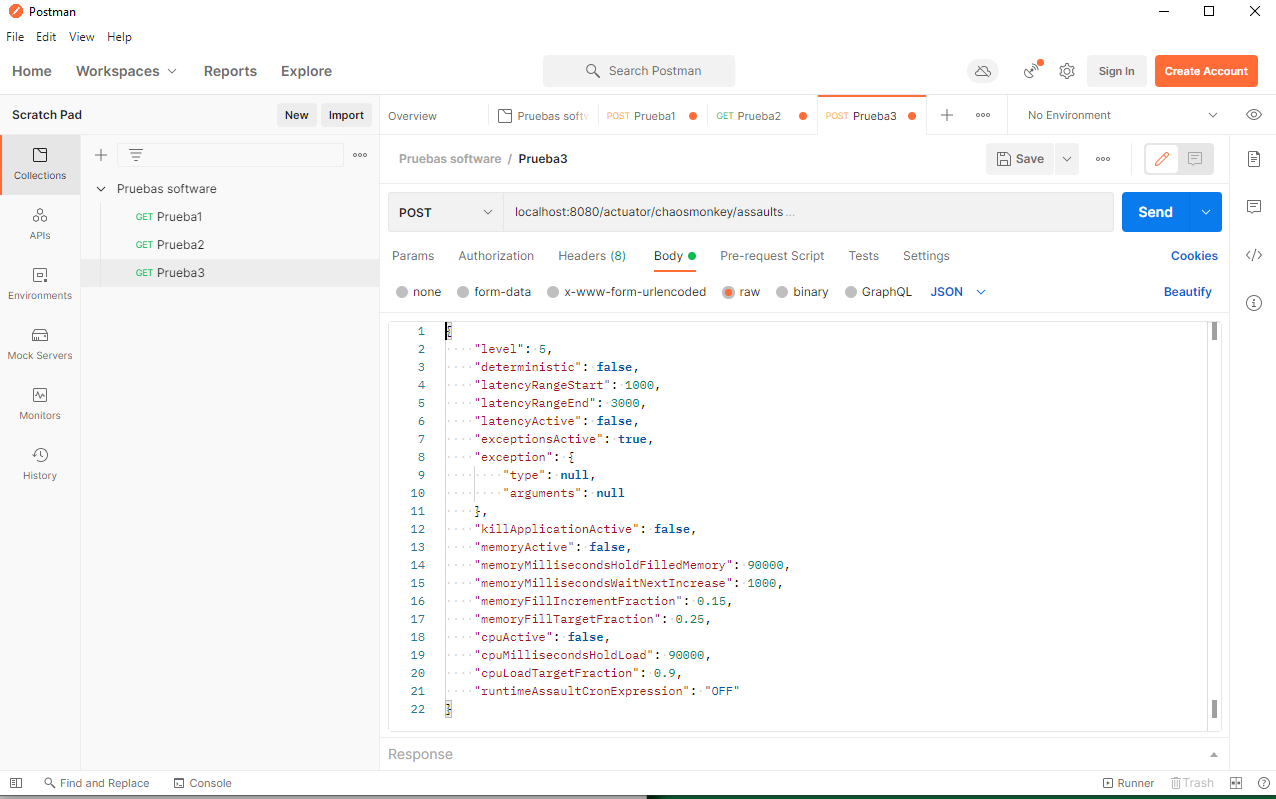 Postman
File Edit View Help
Home Workspaces Reports Explore Search Postman Sign In Create Account
Scratch Pad New Import
Overview Pruebas softv POST Prueba1 GET Prueba2 POST Prueba3 No Environment
Collections
APIs
Environments
Mock Servers
Monitors
History
Pruebas software
GET Prueba1
GET Prueba2
GET Prueba3
Pruebas software / Prueba3 Save
POST localhost:8080/actuator/chaosmonkey/assaults ... Send
Params Authorization Headers (8) Body Pre-request Script Tests Settings Cookies
none form-data x-www-form-urlencoded raw binary GraphQL JSON Beautify
1 {
2 "level": 5,
3 "deterministic": false,
4 "latencyRangeStart": 1000,
5 "latencyRangeEnd": 3000,
6 "latencyActive": false,
7 "exceptionsActive": true,
8 "exception": {
9 "type": null,
10 "arguments": null
11 },
12 "killApplicationActive": false,
13 "memoryActive": false,
14 "memoryMillisecondsHoldFilledMemory": 90000,
15 "memoryMillisecondsWaitNextIncrease": 1000,
16 "memoryFillIncrementFraction": 0.15,
17 "memoryFillTargetFraction": 0.25,
18 "cpuActive": false,
19 "cpuMillisecondsHoldLoad": 90000,
20 "cpuLoadTargetFraction": 0.9,
21 "runtimeAssaultCronExpression": "OFF"
22 }
Response
Find and Replace Console Runner Trash